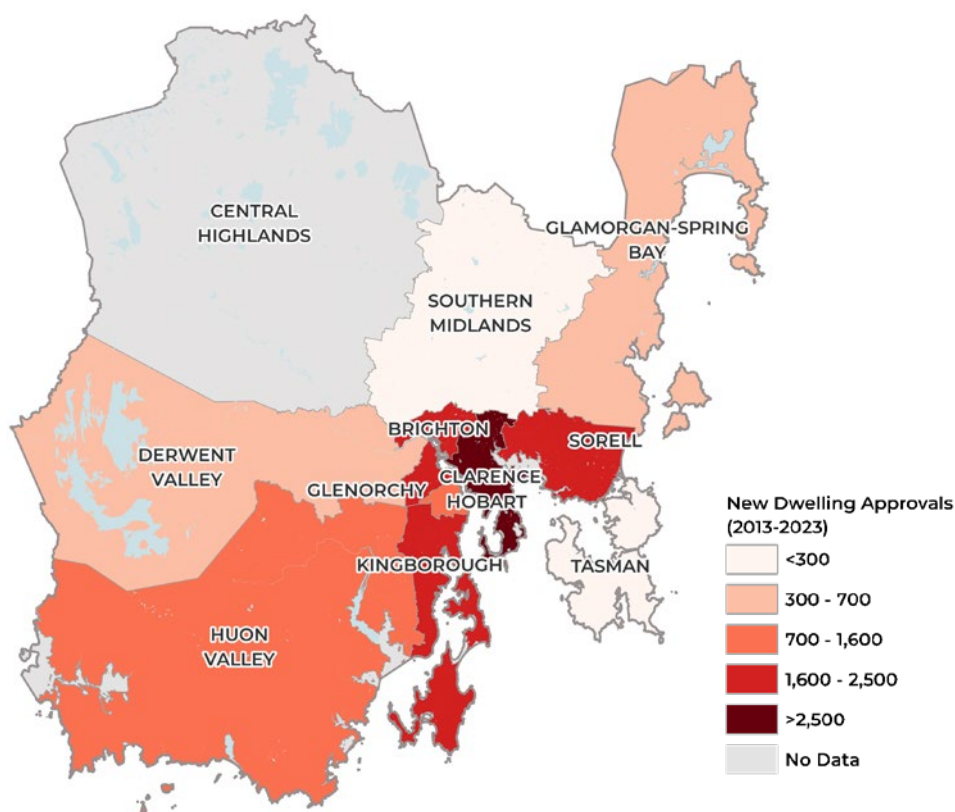 CENTRAL
HIGHLANDS
GLAMORGAN-SPRING
BAY
SOUTHERN
MIDLANDS
BRIGHTON
SORELL
DERWENT
VALLEY
CLARENCE
GLENORCHY
HOBART
KINGBOROUGH
TASMAN
HUON
VALLEY
New Dwelling Approvals
(2013-2023)
<300
300 - 700
700 - 1,600
1,600 - 2,500
>2,500
No Data